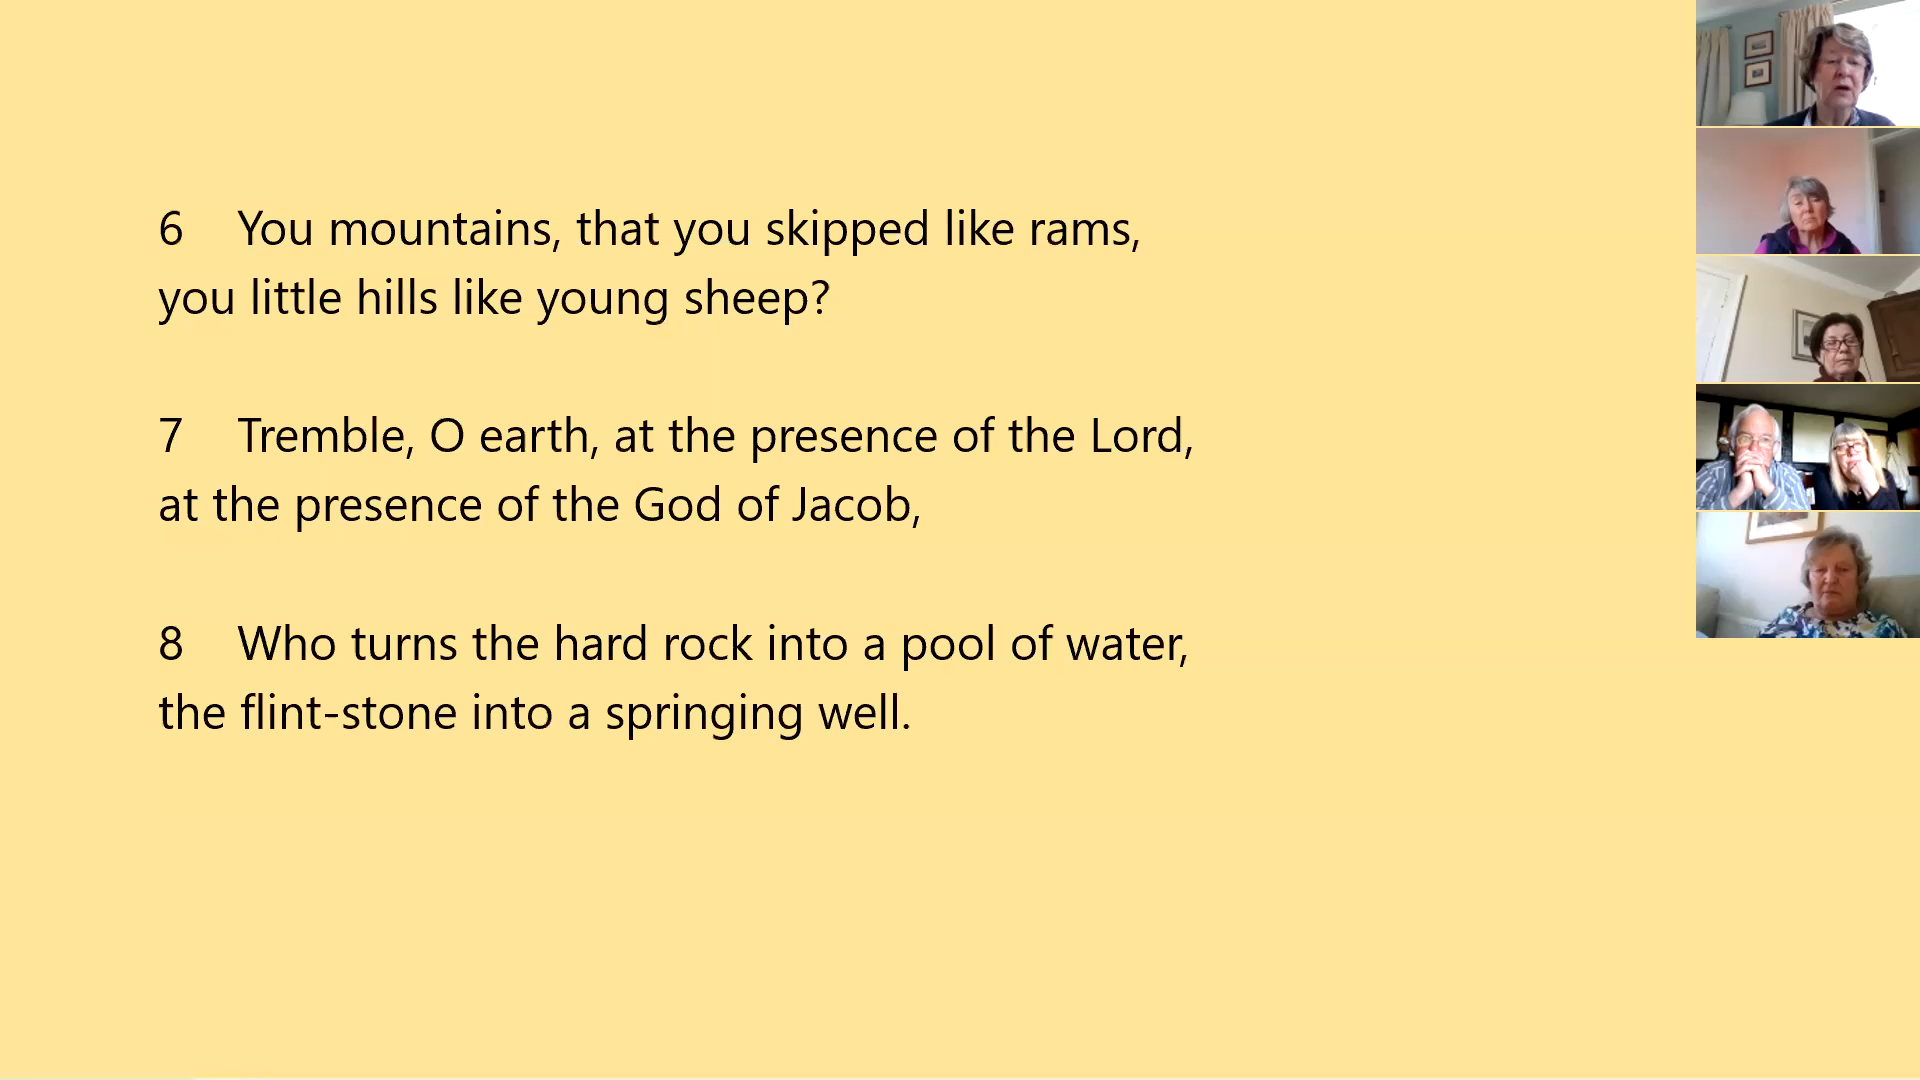 6 You mountains, that you skipped like rams,
you little hills like young sheep?
7 Tremble, O earth, at the presence of the Lord,
at the presence of the God of Jacob,
8 Who turns the hard rock into a pool of water,
the flint-stone into a springing well.